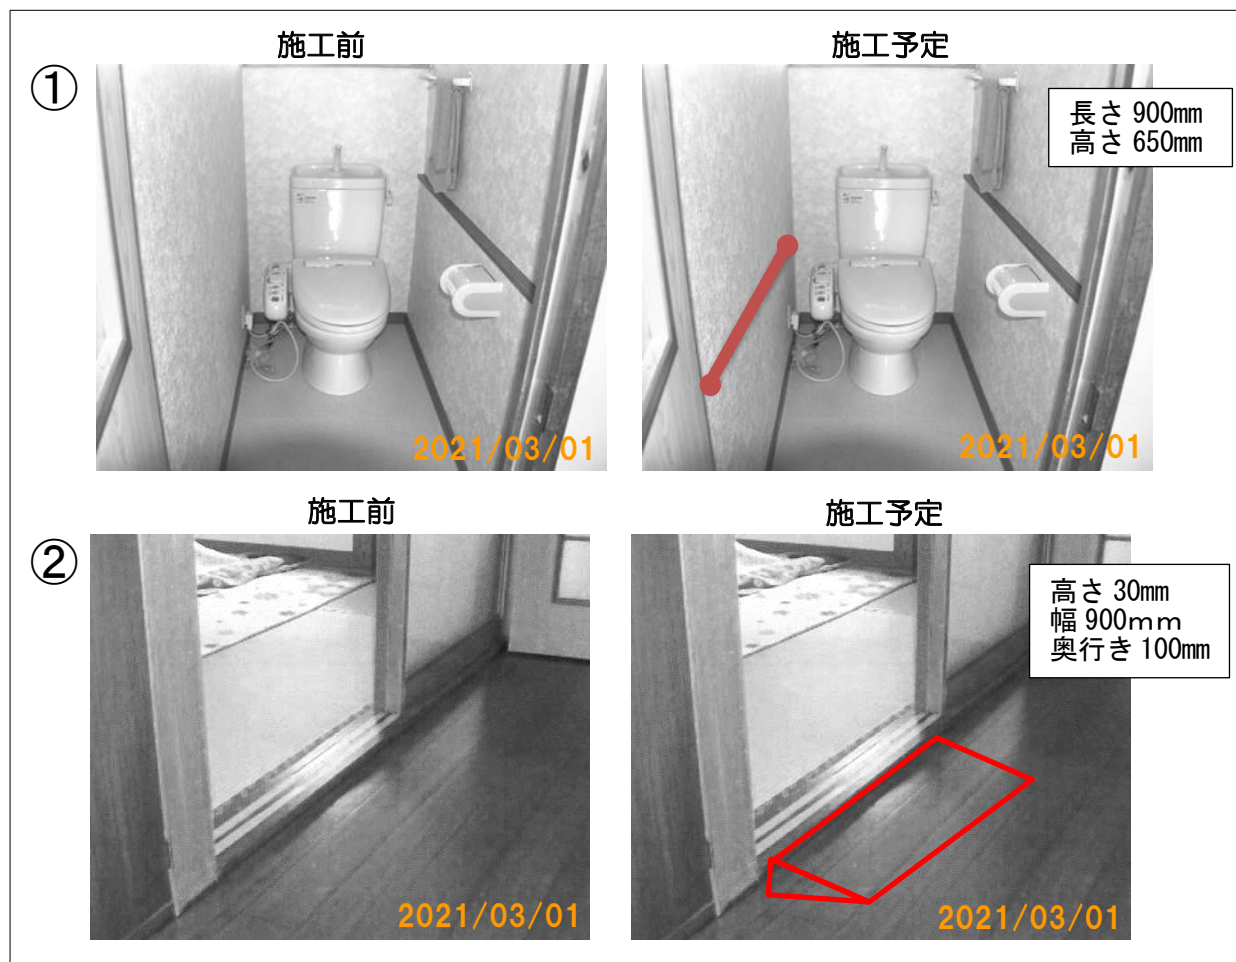 施工前
施工予定
①
長さ 900mm
高さ 650mm
2021/03/01
2021/03/01
施工前
施工予定
②
高さ 30mm
幅 900mm
奥行き 100mm
2021/03/01
2021/03/01